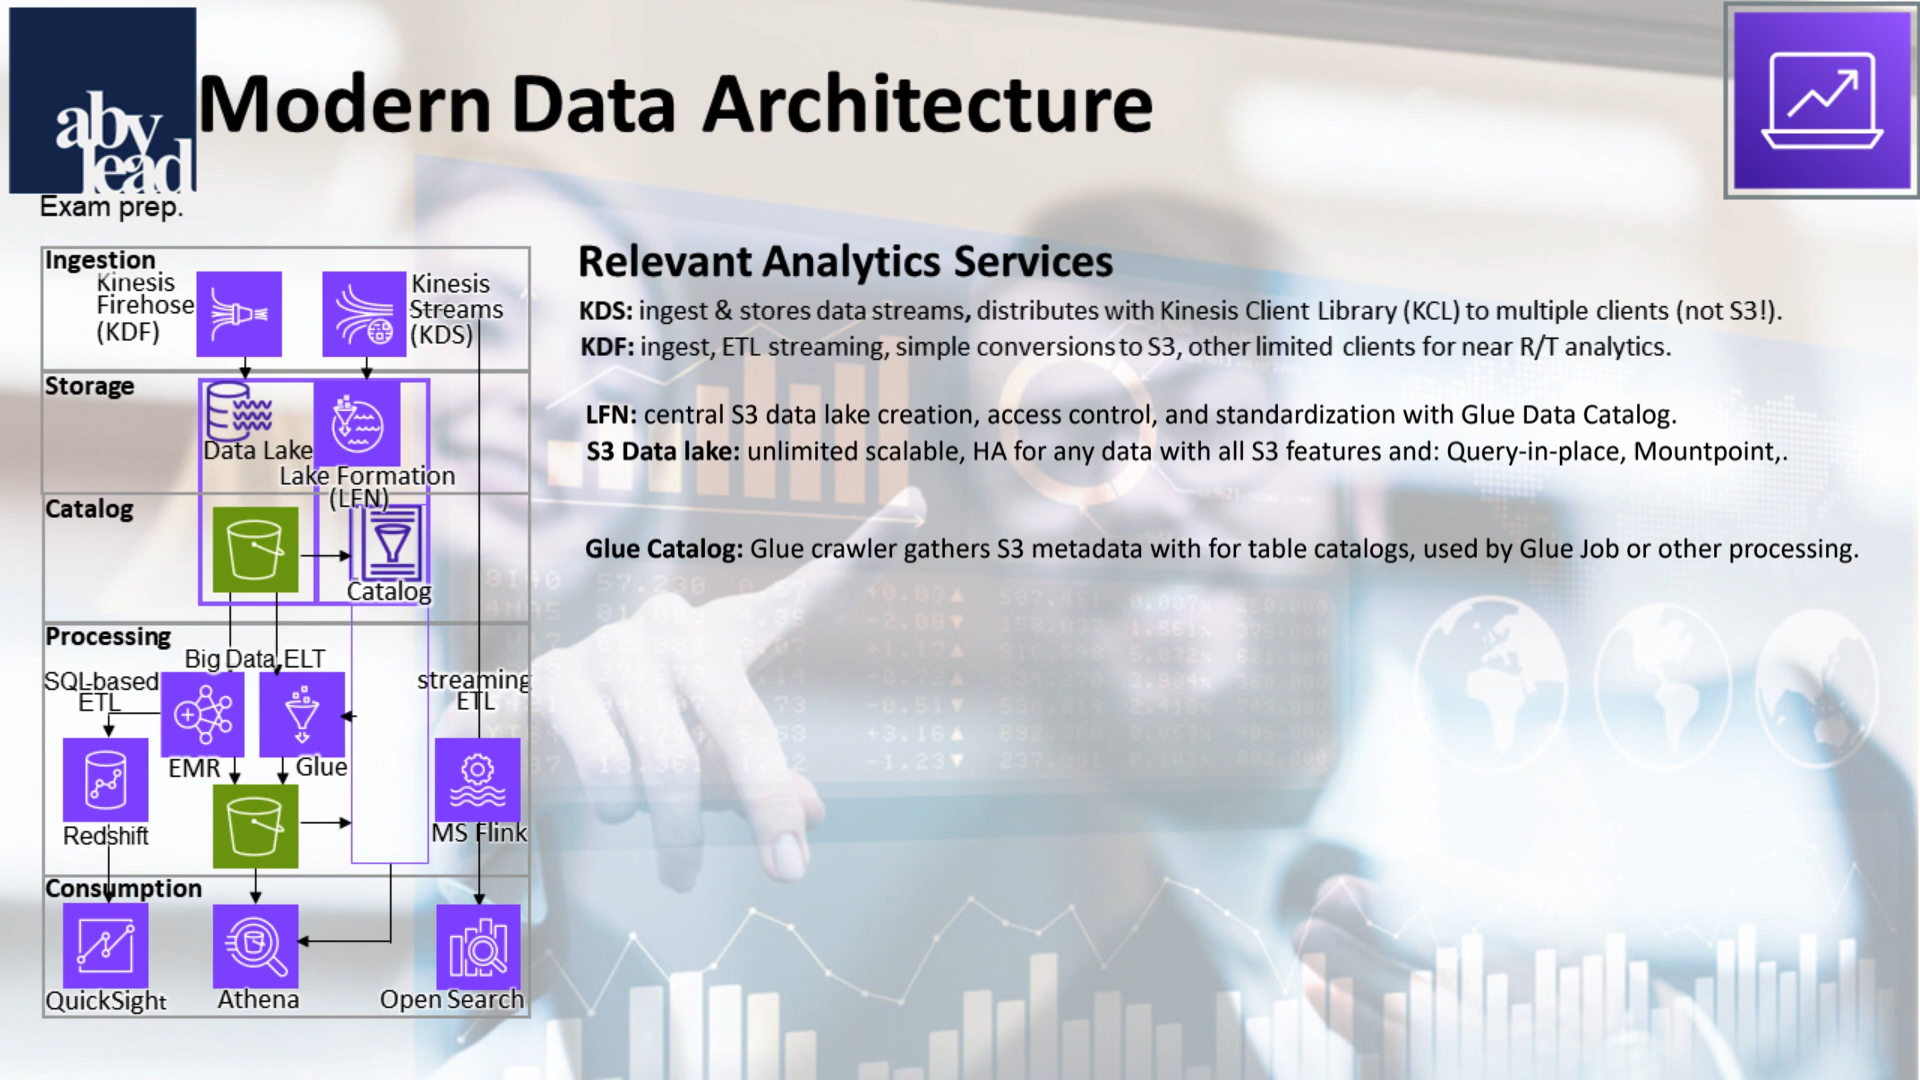 aby
lead
Modern Data Architecture
Exam prep.
Ingestion
Kinesis
Firehose
(KDF)
Kinesis
Streams
(KDS)
Storage
Data Lake
Lake Formation
(LFN)
Catalog
Catalog
Processing
Big Data ELT
SQL-based
ETL
streaming
ETL
EMR
Glue
Redshift
MS Flink
Consumption
QuickSight
Athena
Open Search
Relevant Analytics Services
KDS: ingest & stores data streams, distributes with Kinesis Client Library (KCL) to multiple clients (not S3!).
KDF: ingest, ETL streaming, simple conversions to S3, other limited clients for near R/T analytics.
LFN: central S3 data lake creation, access control, and standardization with Glue Data Catalog.
S3 Data lake: unlimited scalable, HA for any data with all S3 features and: Query-in-place, Mountpoint,.
Glue Catalog: Glue crawler gathers S3 metadata with for table catalogs, used by Glue Job or other processing.